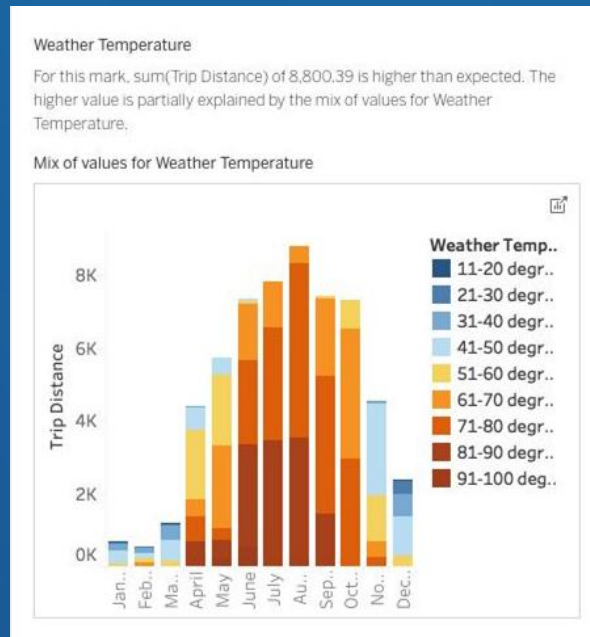 Weather Temperature
For this mark, sum(Trip Distance) of 8,800.39 is higher than expected. The
higher value is partially explained by the mix of values for Weather
Temperature.
Mix of values for Weather Temperature
Weather Temp..
11-20 degr..
21-30 degr..
31-40 degr..
41-50 degr..
51-60 degr..
61-70 degr..
71-80 degr..
81-90 degr..
91-100 deg..
Trip Distance
8K
6K
4K
2K
0K
Jan..
Feb..
Ma..
April
May
June
July
Au..
Sep..
Oct..
No..
Dec..